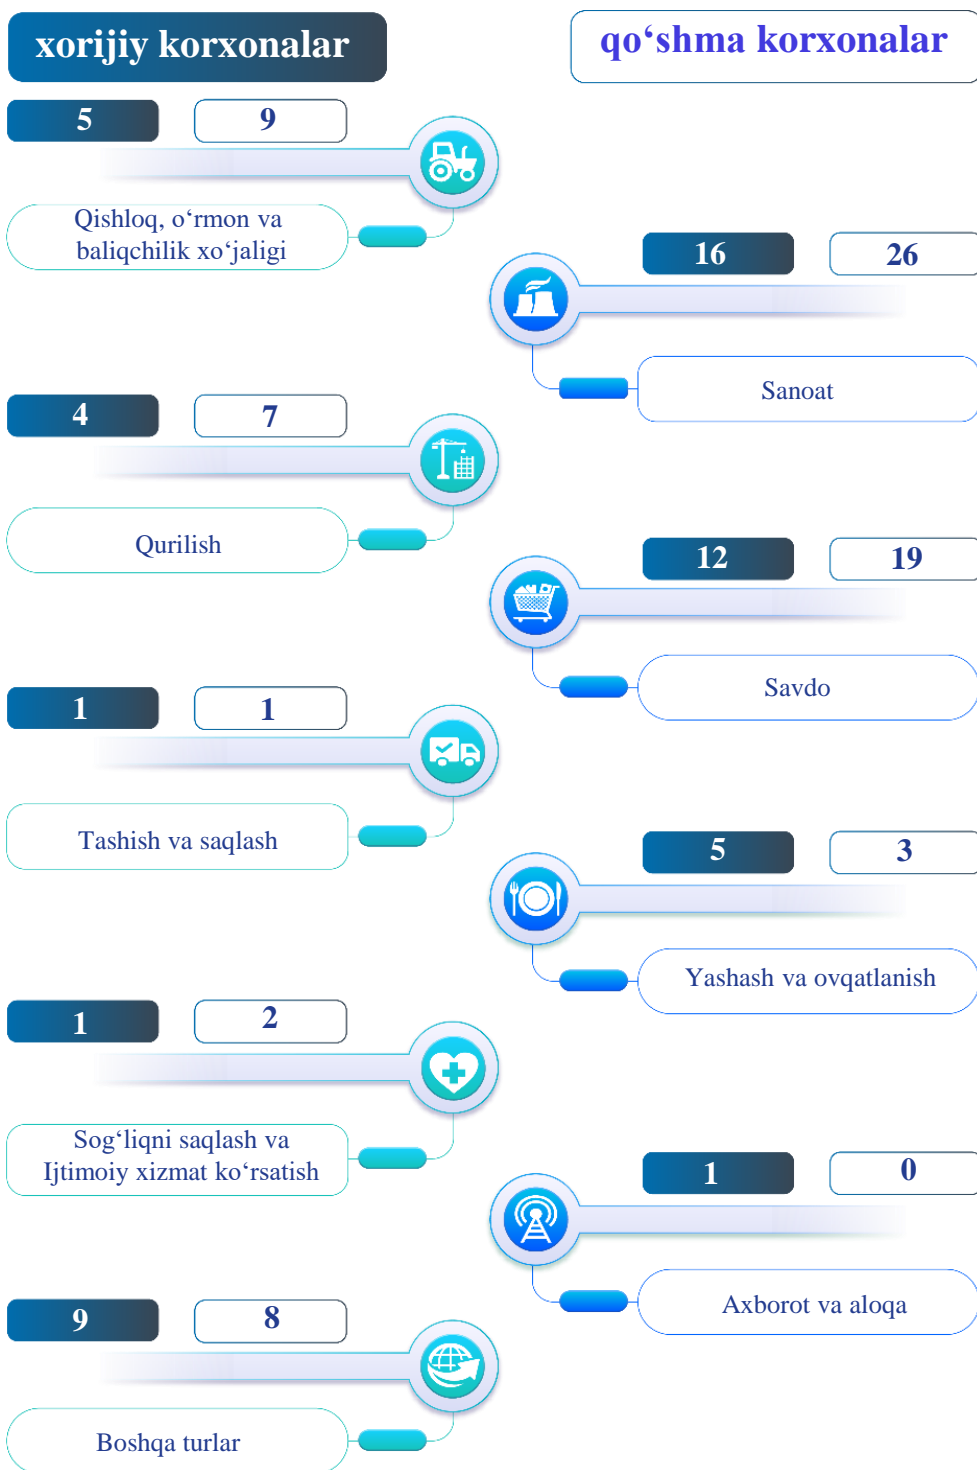 xorijiy korxonalar
qo‘shma korxonalar
5
9
Qishloq, o‘rmon va
baliqchilik xo‘jaligi
16
26
Sanoat
4
7
Qurilish
12
19
Savdo
1
1
Tashish va saqlash
5
3
Yashash va ovqatlanish
1
2
Sog‘liqni saqlash va
Ijtimoiy xizmat ko‘rsatish
1
0
Axborot va aloqa
9
8
Boshqa turlar